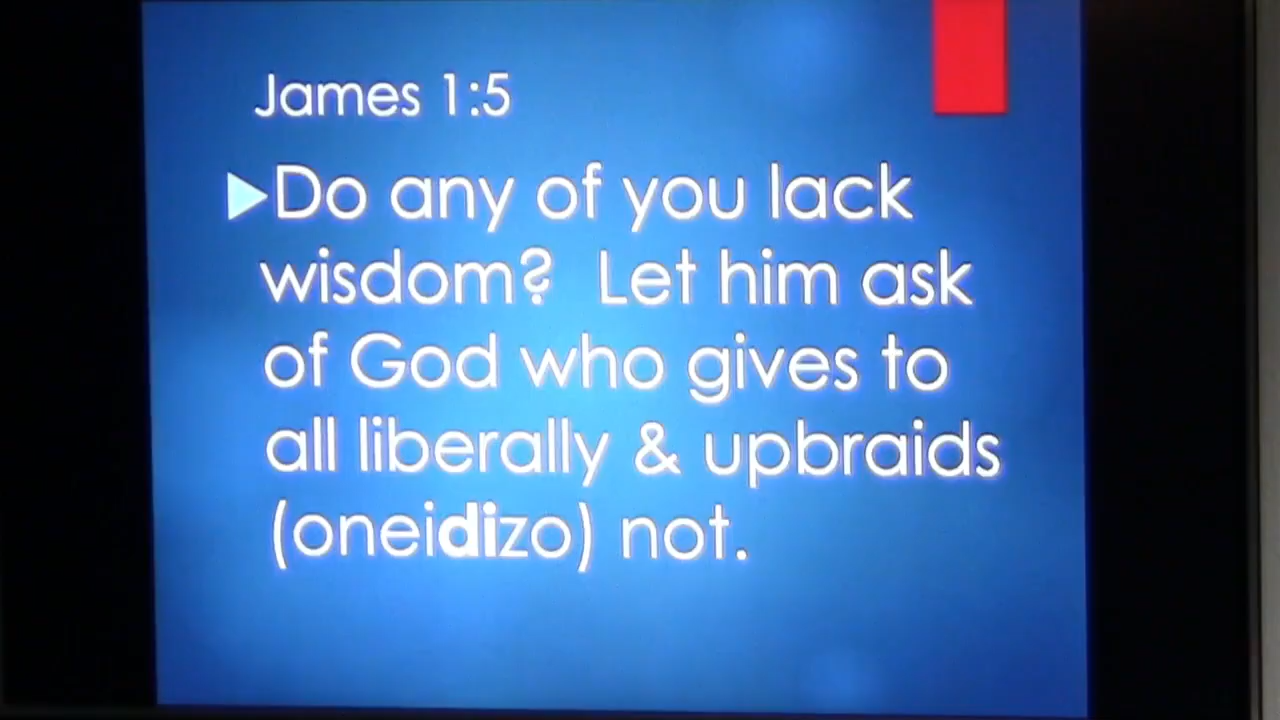 James 1:5
Do any of you lack
wisdom? Let him ask
of God who gives to
all liberally & upbraids
(oneidizo) not.